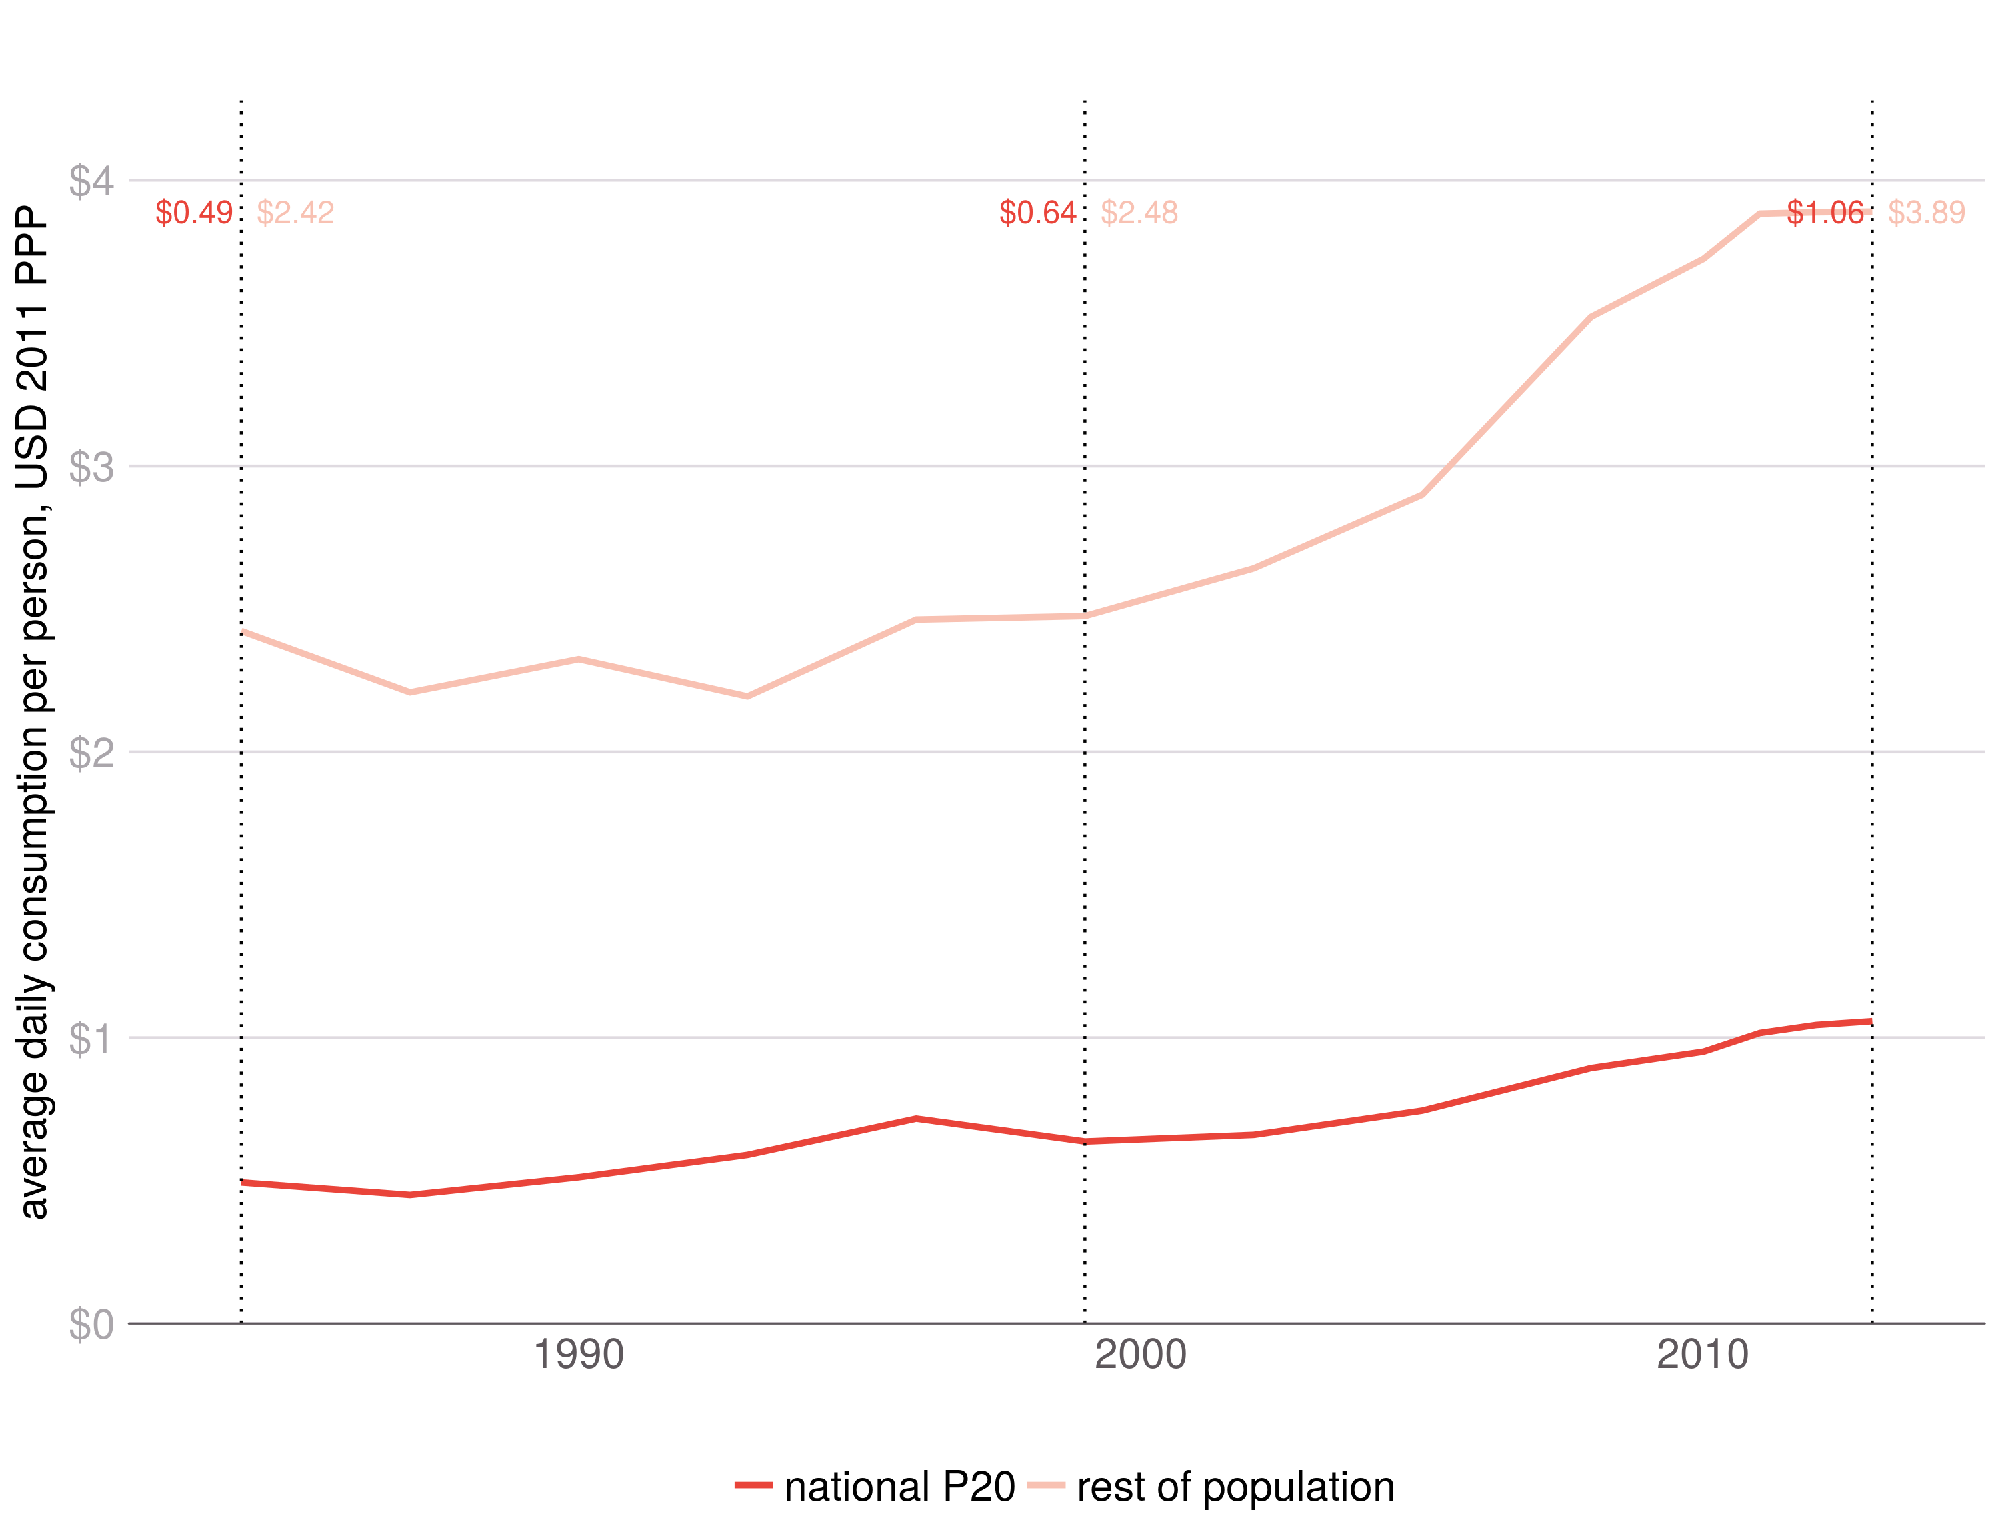 average daily consumption per person, USD 2011 PPP
$4
$0.49 $2.42 $0.64 $2.48 $1.06 $3.89
$3
$2
$1
$0
1990 2000 2010
national P20 rest of population